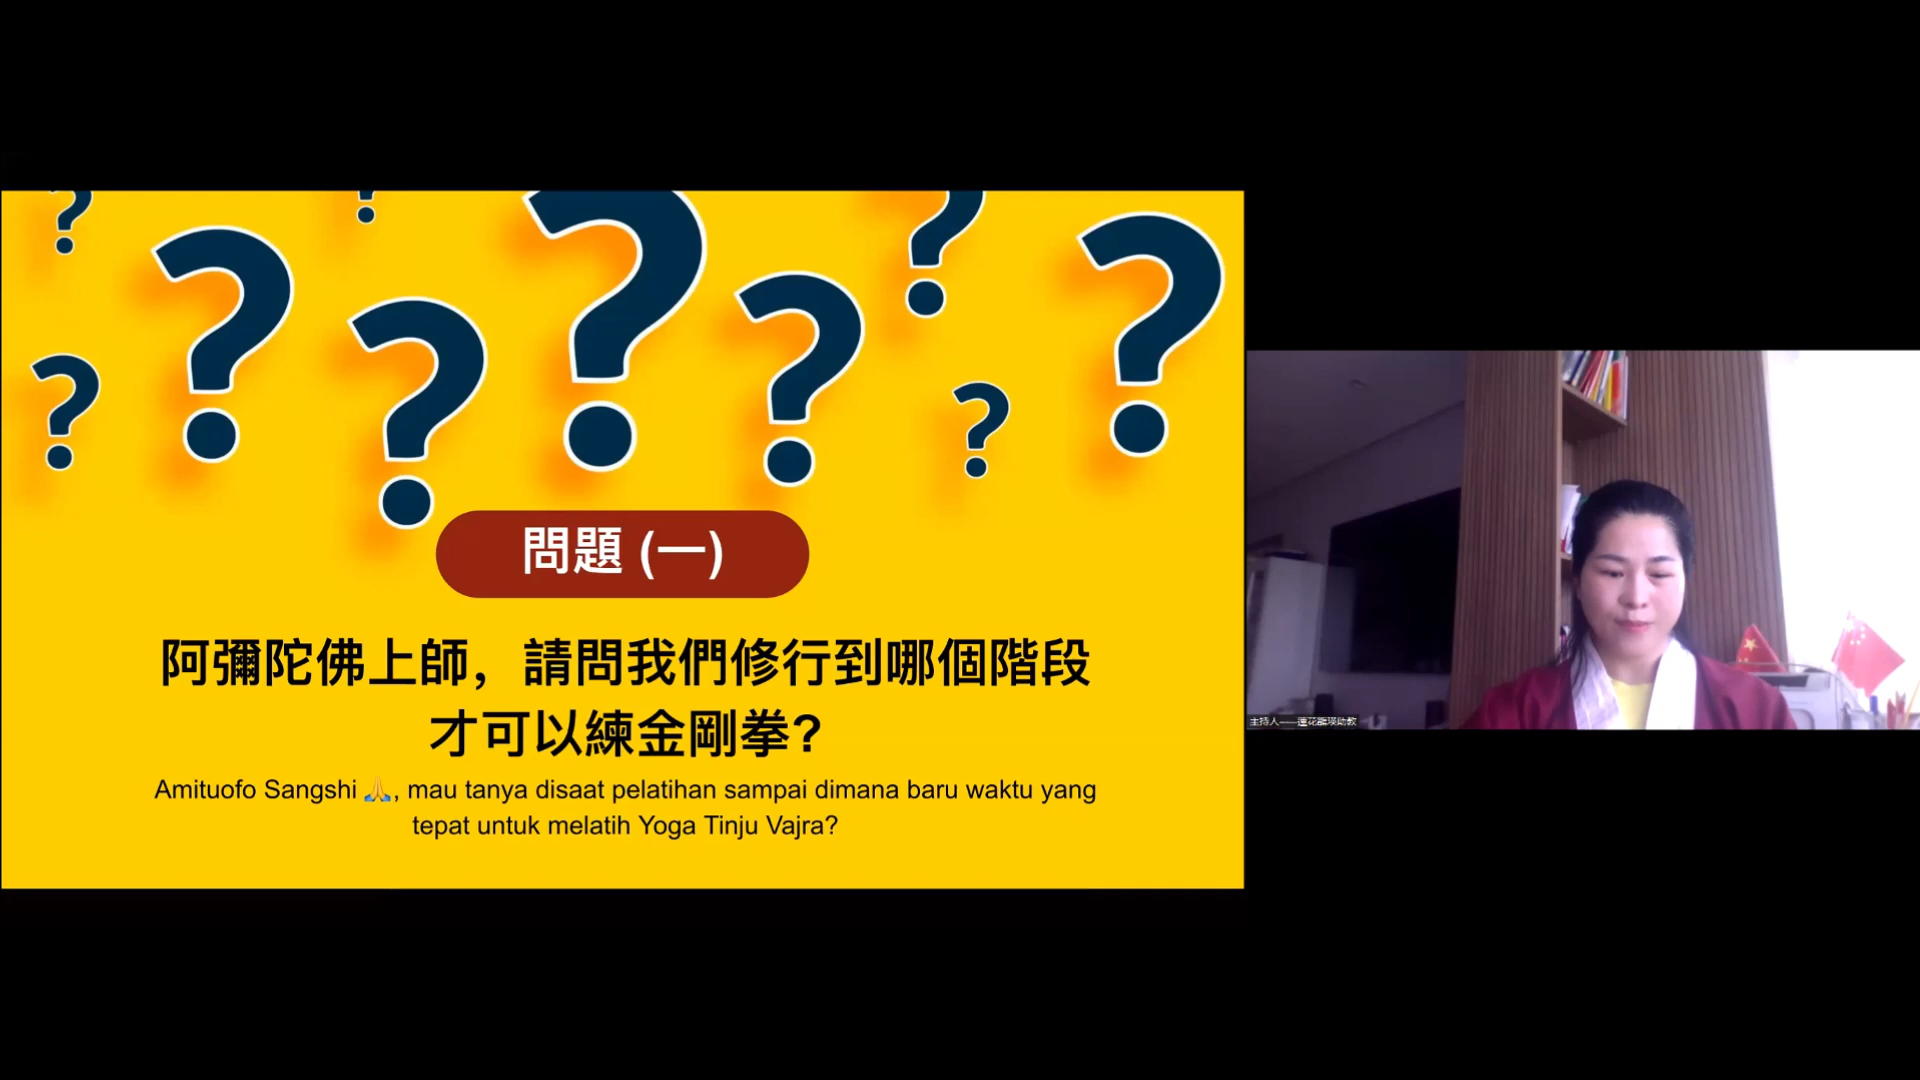 問題 (一)
阿彌陀佛上師，請問我們修行到哪個階段
才可以練金剛拳?
Amituofo Sangshi 🙏, mau tanya disaat pelatihan sampai dimana baru waktu yang
tepat untuk melatih Yoga Tinju Vajra?